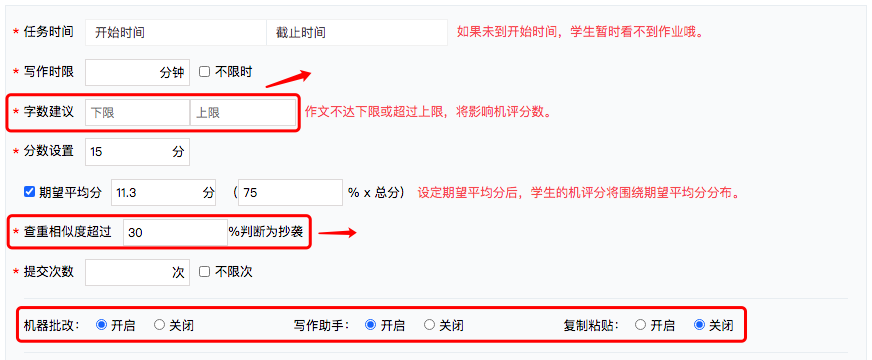 * 任务时间 开始时间 截止时间 如果未到开始时间，学生暂时看不到作业哦。
* 写作时限 分钟 不限时
* 字数建议 下限 上限 作文不达下限或超过上限，将影响机评分数。
* 分数设置 15 分
期望平均分 11.3 分 （ 75 % x 总分） 设定期望平均分后，学生的机评分将围绕期望平均分分布。
* 查重相似度超过 30 %判断为抄袭
* 提交次数 次 不限次
机器批改： 开启 关闭 写作助手： 开启 关闭 复制粘贴： 开启 关闭